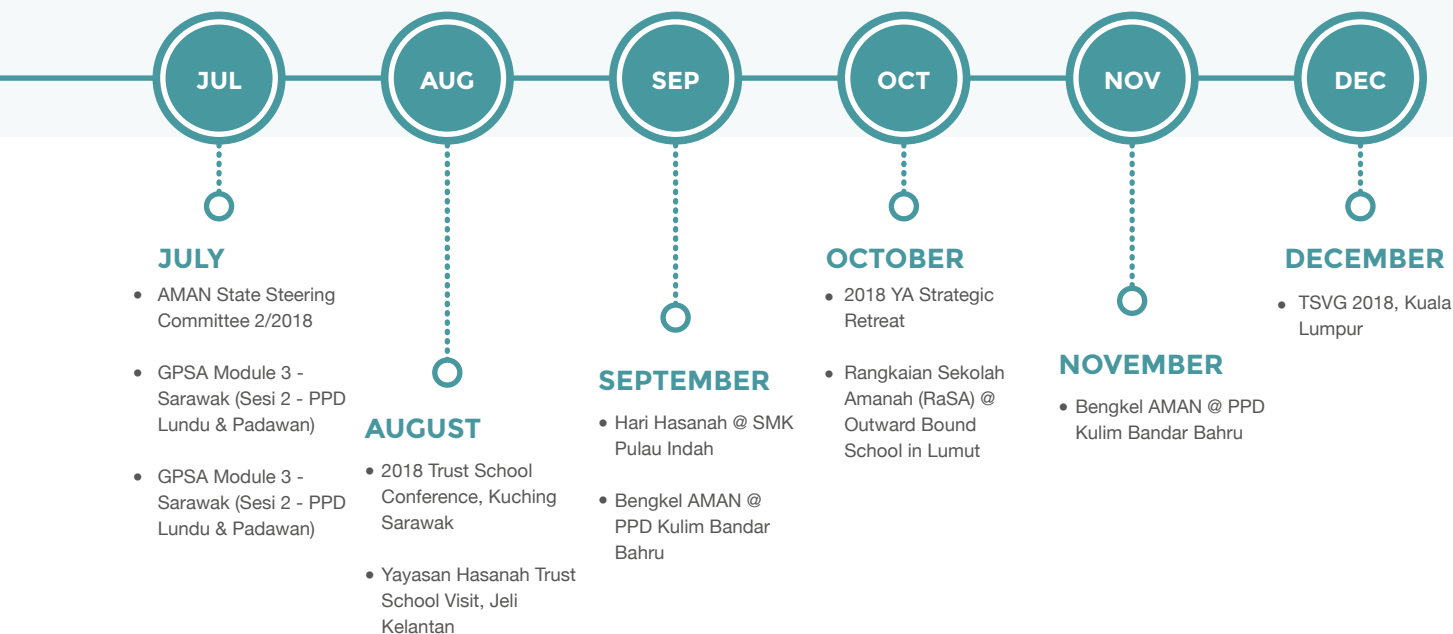 JUL
AUG
SEP
OCT
NOV
DEC
JULY
• AMAN State Steering
Committee 2/2018
• GPSA Module 3 -
Sarawak (Sesi 2 - PPD
Lundu & Padawan)
• GPSA Module 3 -
Sarawak (Sesi 2 - PPD
Lundu & Padawan)
AUGUST
• 2018 Trust School
Conference, Kuching
Sarawak
• Yayasan Hasanah Trust
School Visit, Jeli
Kelantan
SEPTEMBER
• Hari Hasanah @ SMK
Pulau Indah
• Bengkel AMAN @
PPD Kulim Bandar
Bahru
OCTOBER
• 2018 YA Strategic
Retreat
• Rangkaian Sekolah
Amanah (RaSA) @
Outward Bound
School in Lumut
NOVEMBER
• Bengkel AMAN @ PPD
Kulim Bandar Bahru
DECEMBER
• TSVG 2018, Kuala
Lumpur